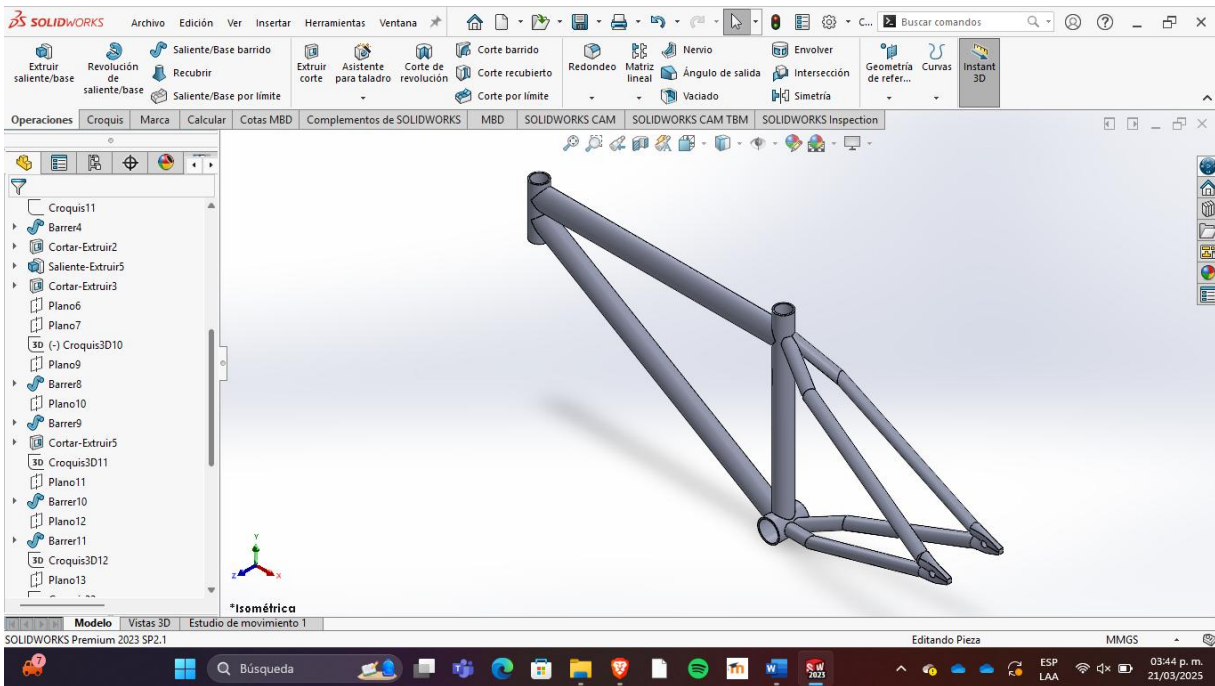 SOLIDWORKS Archivo Edición Ver Insertar Herramientas Ventana C... Buscar comandos
Extruir saliente/base
Revolución de saliente/base
Saliente/Base barrido
Recubrir
Saliente/Base por límite
Extruir corte
Asistente para taladro
Corte de revolución
Corte barrido
Corte recubierto
Corte por límite
Redondeo
Matriz lineal
Nervio
Ángulo de salida
Vaciado
Envolver
Intersección
Simetría
Geometría de refer...
Curvas
Instant 3D
Operaciones Croquis Marca Calcular Cotas MBD Complementos de SOLIDWORKS MBD SOLIDWORKS CAM SOLIDWORKS CAM TBM SOLIDWORKS Inspection
Croquis11
Barrer4
Cortar-Extruir2
Saliente-Extruir5
Cortar-Extruir3
Plano6
Plano7
3D (-) Croquis3D10
Plano9
Barrer8
Plano10
Barrer9
Cortar-Extruir5
3D Croquis3D11
Plano11
Barrer10
Plano12
Barrer11
3D Croquis3D12
Plano13
Y
Z X
*Isométrica
Modelo Vistas 3D Estudio de movimiento 1
SOLIDWORKS Premium 2023 SP2.1 Editando Pieza MMGS
7 Búsqueda SW 2023 ESP LAA 03:44 p. m. 21/03/2025